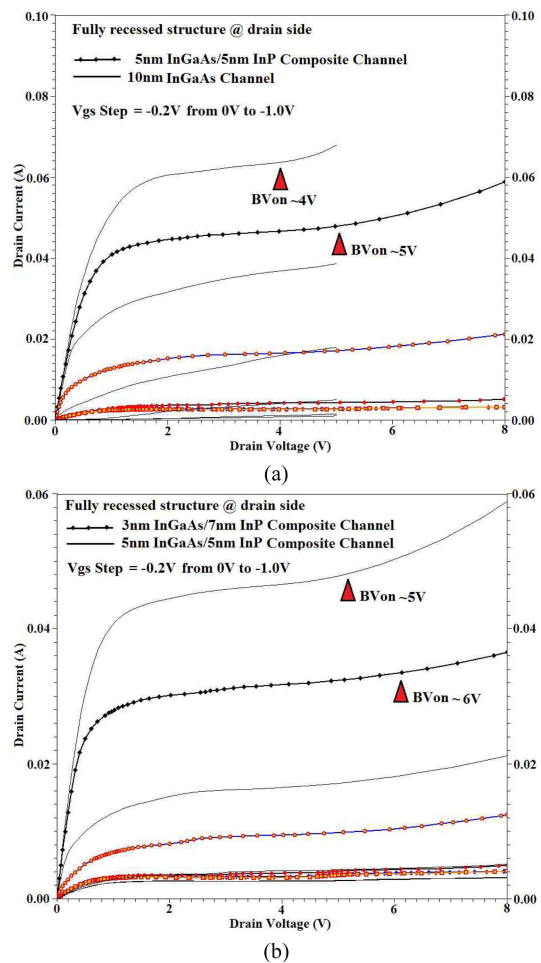 0.10
0.10
Fully recessed structure @ drain side
5nm InGaAs/5nm InP Composite Channel
10nm InGaAs Channel
0.08
0.08
Vgs Step = -0.2V from 0V to -1.0V
0.06
0.06
BVon ~4V
BVon ~5V
0.04
0.04
0.02
0.02
0.00
0.00
0
2
4
6
8
Drain Current (A)
Drain Voltage (V)
(a)
0.06
0.06
Fully recessed structure @ drain side
3nm InGaAs/7nm InP Composite Channel
5nm InGaAs/5nm InP Composite Channel
Vgs Step = -0.2V from 0V to -1.0V
BVon ~5V
0.04
0.04
BVon ~ 6V
0.02
0.02
0.00
0.00
0
2
4
6
8
Drain Current (A)
Drain Voltage (V)
(b)